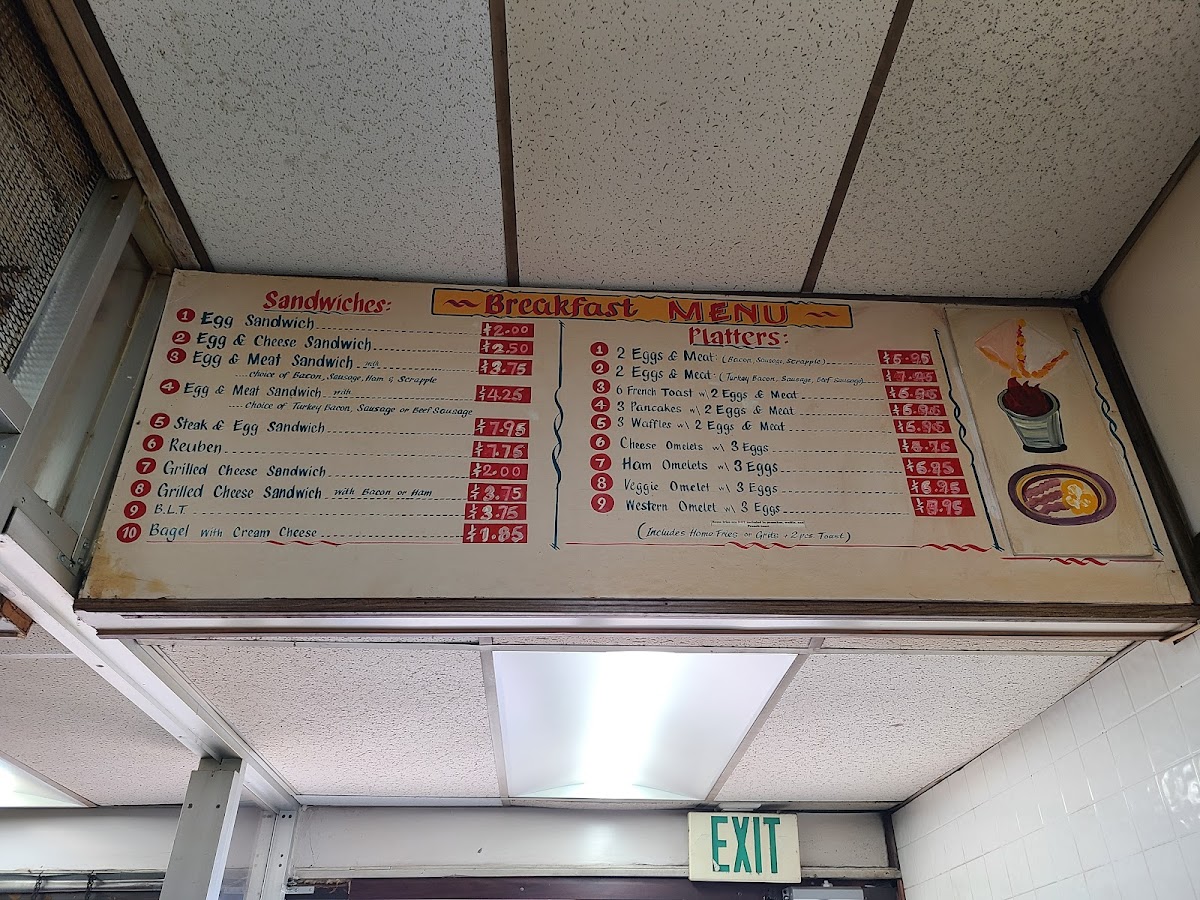 Breakfast MENU
Sandwiches:
1 Egg Sandwich $2.00
2 Egg & Cheese Sandwich $2.50
3 Egg & Meat Sandwich with $3.75
choice of Bacon, Sausage, Ham & Scrapple
4 Egg & Meat Sandwich with $4.25
choice of Turkey Bacon, Sausage or Beef Sausage
5 Steak & Egg Sandwich $7.95
6 Reuben $7.75
7 Grilled Cheese Sandwich $2.00
8 Grilled Cheese Sandwich with Bacon or Ham $3.75
9 B.L.T $3.75
10 Bagel with Cream Cheese $1.85
Platters:
1 2 Eggs & Meat: (Bacon, Sausage, Scrapple)
2 2 Eggs & Meat: (Turkey Bacon, Sausage, Beef Sausage)
3 6 French Toast w\ 2 Eggs & Meat
4 3 Pancakes w\ 2 Eggs & Meat
5 3 Waffles w\ 2 Eggs & Meat
6 Cheese Omelets w\ 3 Eggs
7 Ham Omelets w\ 3 Eggs $6.95
8 Veggie Omelet w\ 3 Eggs $6.95
9 Western Omelet w\ 3 Eggs
(Includes Home Fries or Grits + 2 pcs Toast)
EXIT